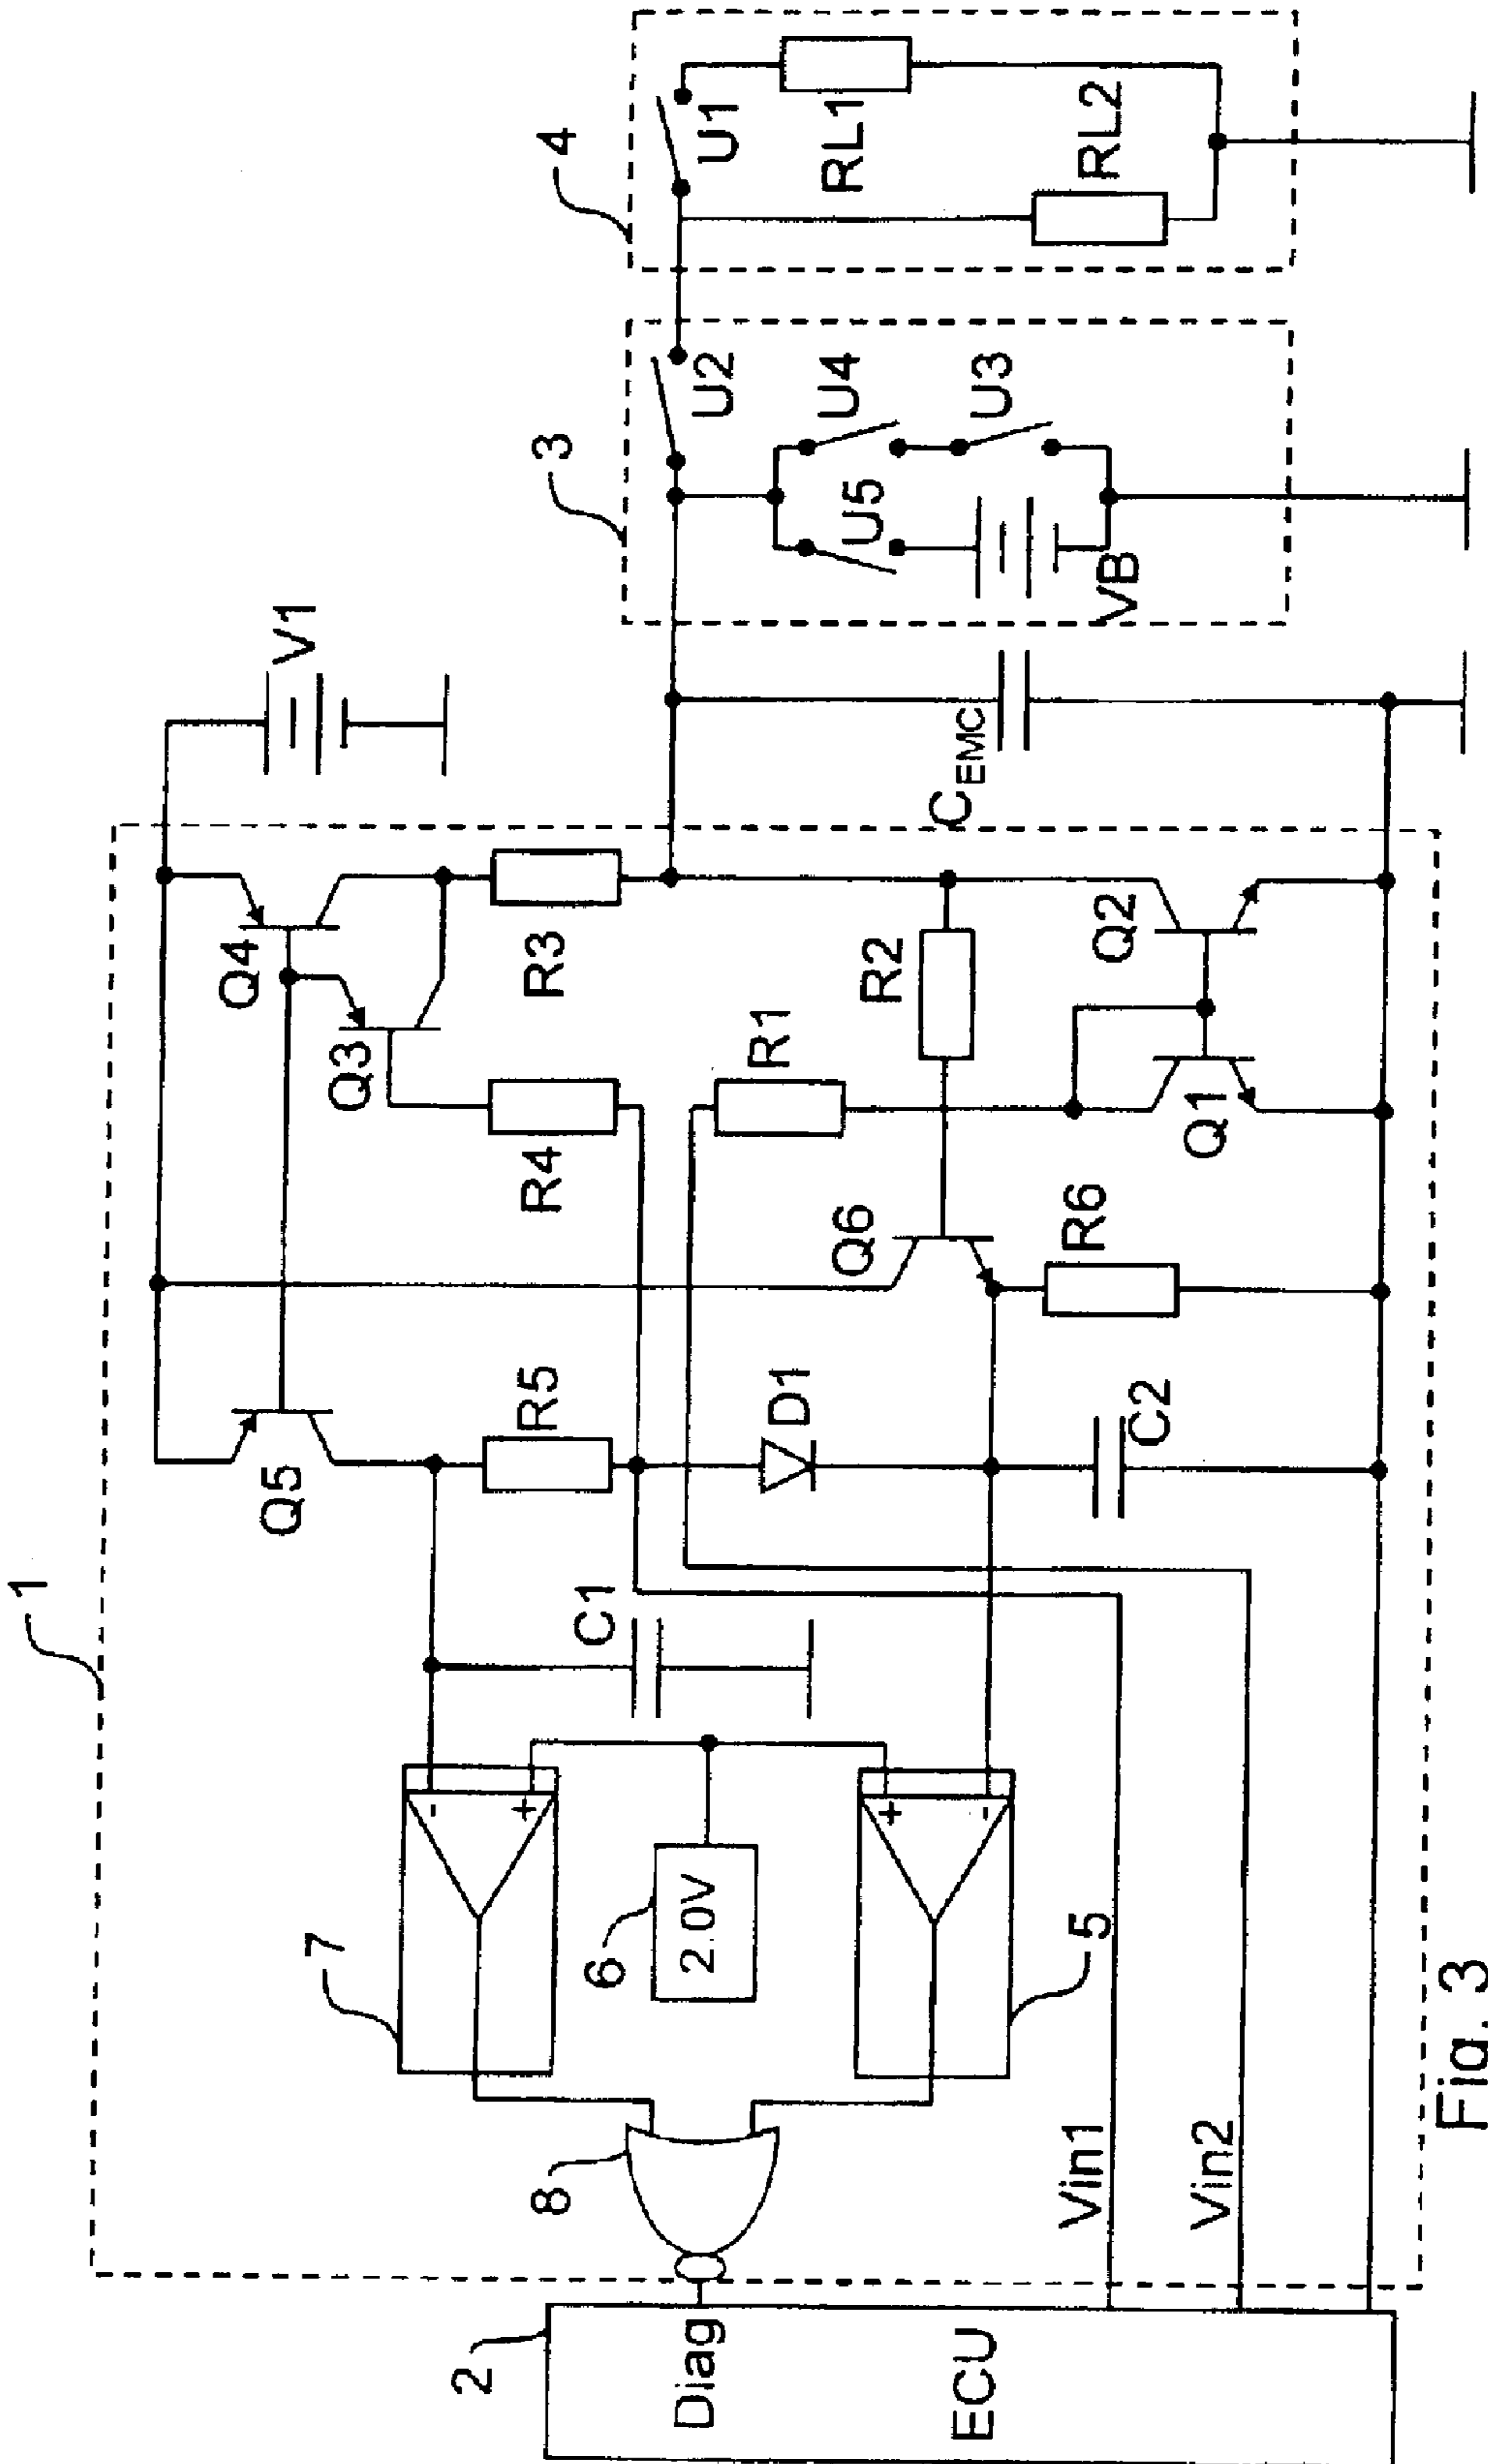 1
2
Diag
ECU
8
7
6
2.0V
5
-
+
+
-
Vin1
Vin2
C1
Q5
R5
D1
C2
Q6
R6
Q4
Q3
R4
R3
R1
R2
Q1
Q2
V1
CEMC
3
U2
U4
U5
U3
VB
4
U1
RL1
RL2
Fig. 3